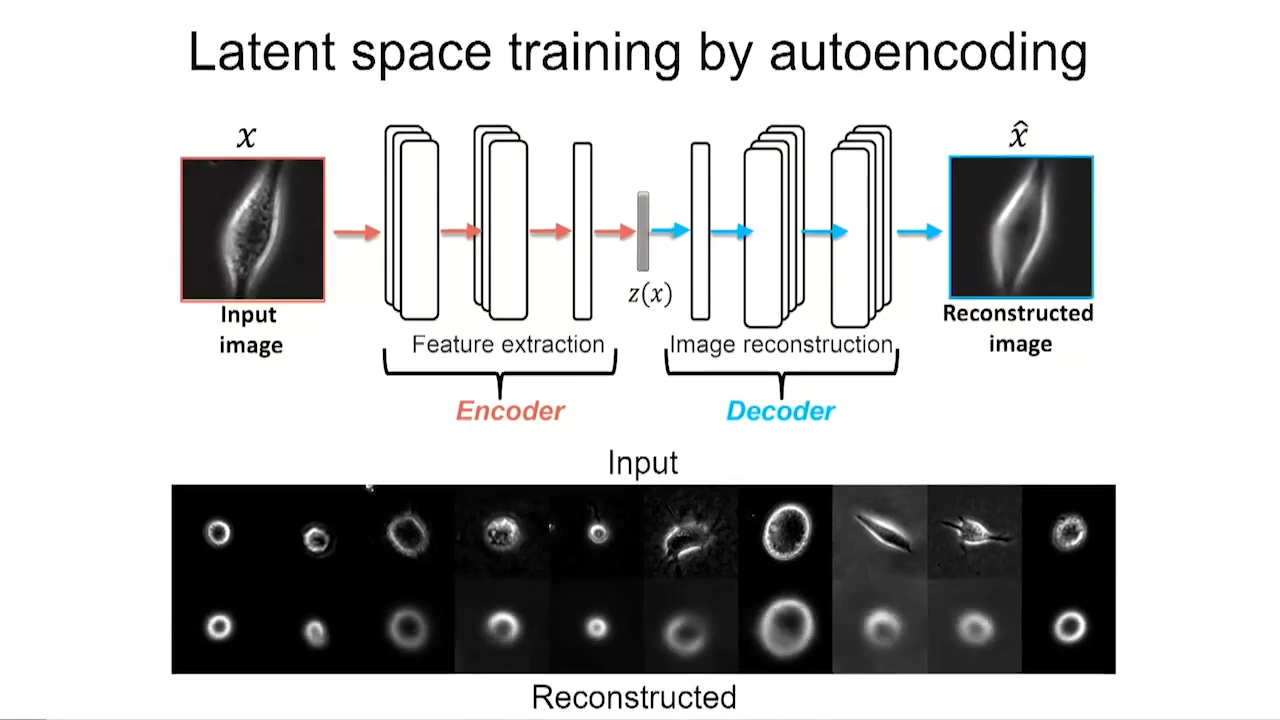 Latent space training by autoencoding
x
x̂
z(x)
Input
image
Reconstructed
image
Feature extraction
Image reconstruction
Encoder
Decoder
Input
Reconstructed